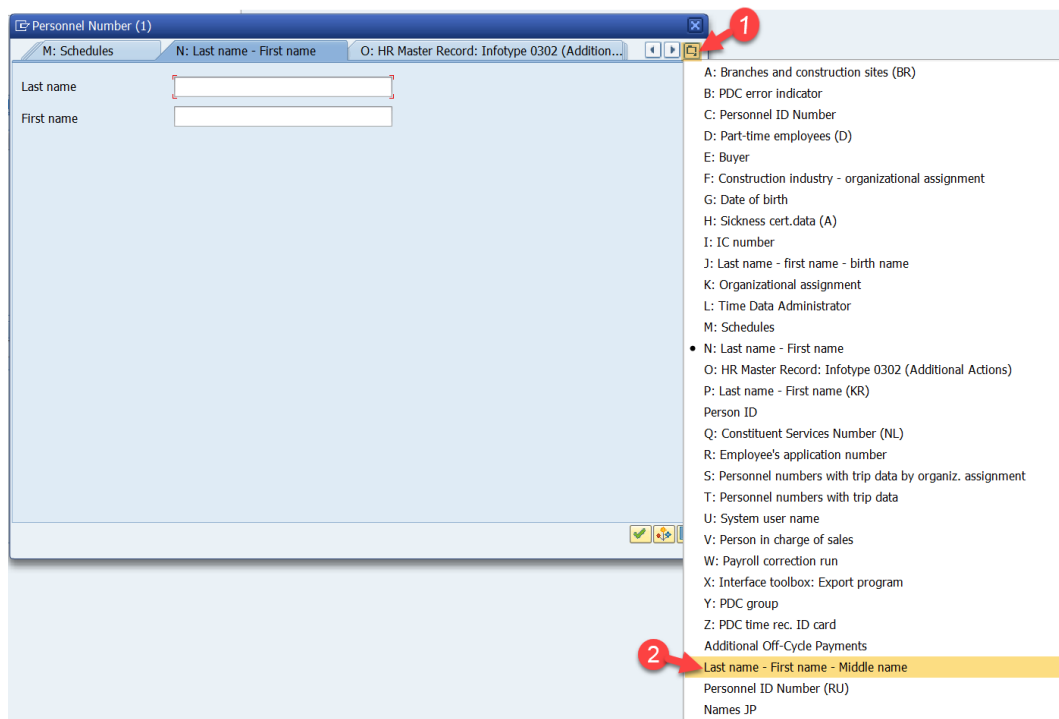 Personnel Number (1)
1
M: Schedules
N: Last name - First name
O: HR Master Record: Infotype 0302 (Addition...
Last name
First name
A: Branches and construction sites (BR)
B: PDC error indicator
C: Personnel ID Number
D: Part-time employees (D)
E: Buyer
F: Construction industry - organizational assignment
G: Date of birth
H: Sickness cert.data (A)
I: IC number
J: Last name - first name - birth name
K: Organizational assignment
L: Time Data Administrator
M: Schedules
N: Last name - First name
O: HR Master Record: Infotype 0302 (Additional Actions)
P: Last name - First name (KR)
Person ID
Q: Constituent Services Number (NL)
R: Employee's application number
S: Personnel numbers with trip data by organiz. assignment
T: Personnel numbers with trip data
U: System user name
V: Person in charge of sales
W: Payroll correction run
X: Interface toolbox: Export program
Y: PDC group
Z: PDC time rec. ID card
Additional Off-Cycle Payments
2
Last name - First name - Middle name
Personnel ID Number (RU)
Names JP